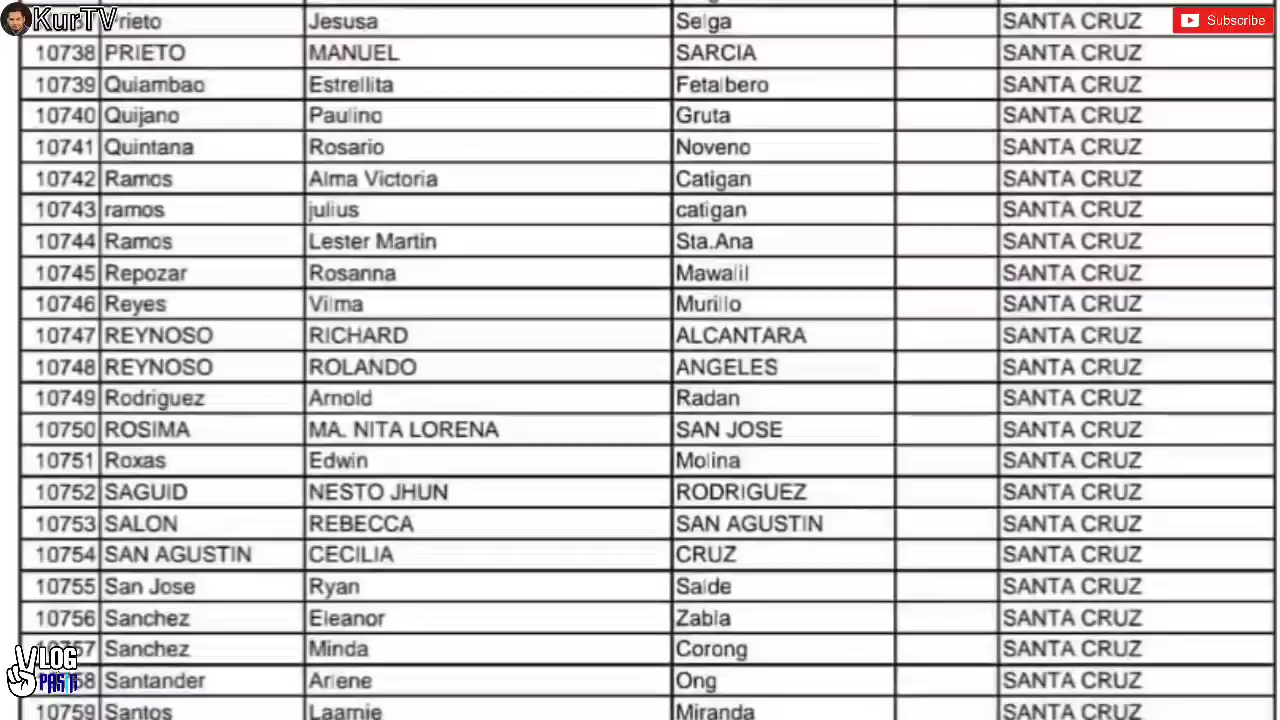 KurTV
Subscribe
Prieto Jesusa Selga SANTA CRUZ
10738 PRIETO MANUEL SARCIA SANTA CRUZ
10739 Quiambao Estrellita Fetalbero SANTA CRUZ
10740 Quijano Paulino Gruta SANTA CRUZ
10741 Quintana Rosario Noveno SANTA CRUZ
10742 Ramos Alma Victoria Catigan SANTA CRUZ
10743 ramos julius catigan SANTA CRUZ
10744 Ramos Lester Martin Sta.Ana SANTA CRUZ
10745 Repozar Rosanna Mawalil SANTA CRUZ
10746 Reyes Vilma Murillo SANTA CRUZ
10747 REYNOSO RICHARD ALCANTARA SANTA CRUZ
10748 REYNOSO ROLANDO ANGELES SANTA CRUZ
10749 Rodriguez Arnold Radan SANTA CRUZ
10750 ROSIMA MA. NITA LORENA SAN JOSE SANTA CRUZ
10751 Roxas Edwin Molina SANTA CRUZ
10752 SAGUID NESTO JHUN RODRIGUEZ SANTA CRUZ
10753 SALON REBECCA SAN AGUSTIN SANTA CRUZ
10754 SAN AGUSTIN CECILIA CRUZ SANTA CRUZ
10755 San Jose Ryan Salde SANTA CRUZ
10756 Sanchez Eleanor Zabla SANTA CRUZ
Sanchez Minda Corong SANTA CRUZ
Santander Arlene Ong SANTA CRUZ
10759 Santos Laarnie Miranda SANTA CRUZ
VLOG
PASIT